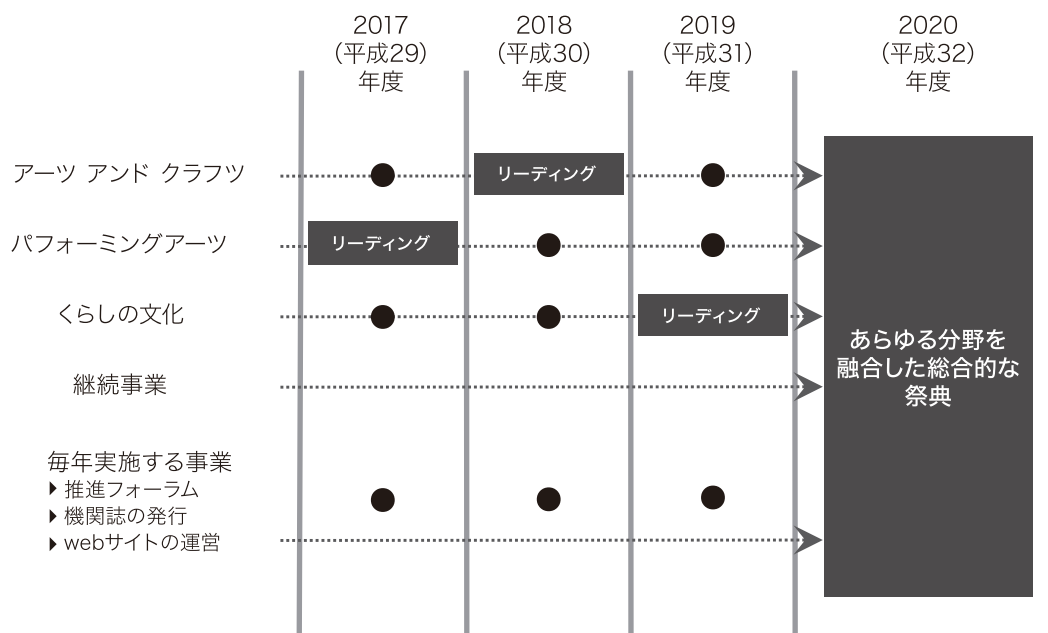 2017
(平成29)
年度
2018
(平成30)
年度
2019
(平成31)
年度
2020
(平成32)
年度
アーツ アンド クラフツ
リーディング
パフォーミングアーツ
リーディング
くらしの文化
リーディング
継続事業
毎年実施する事業
推進フォーラム
機関誌の発行
webサイトの運営
あらゆる分野を
融合した総合的な
祭典